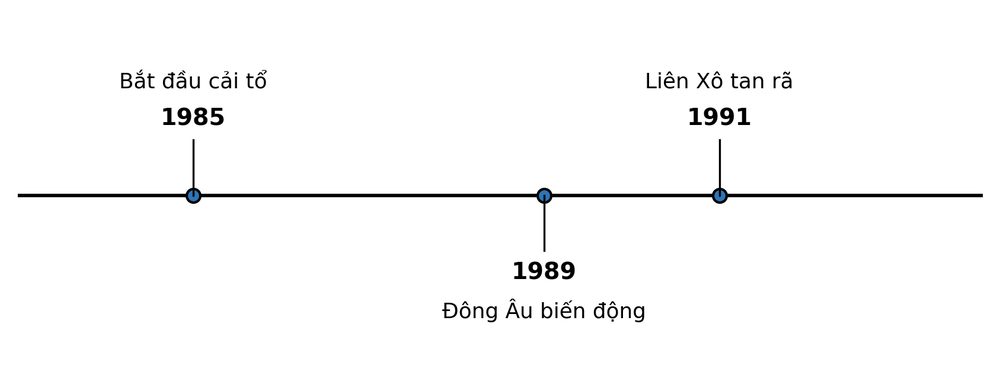 Bắt đầu cải tổ
1985
Liên Xô tan rã
1991
1989
Đông Âu biến động